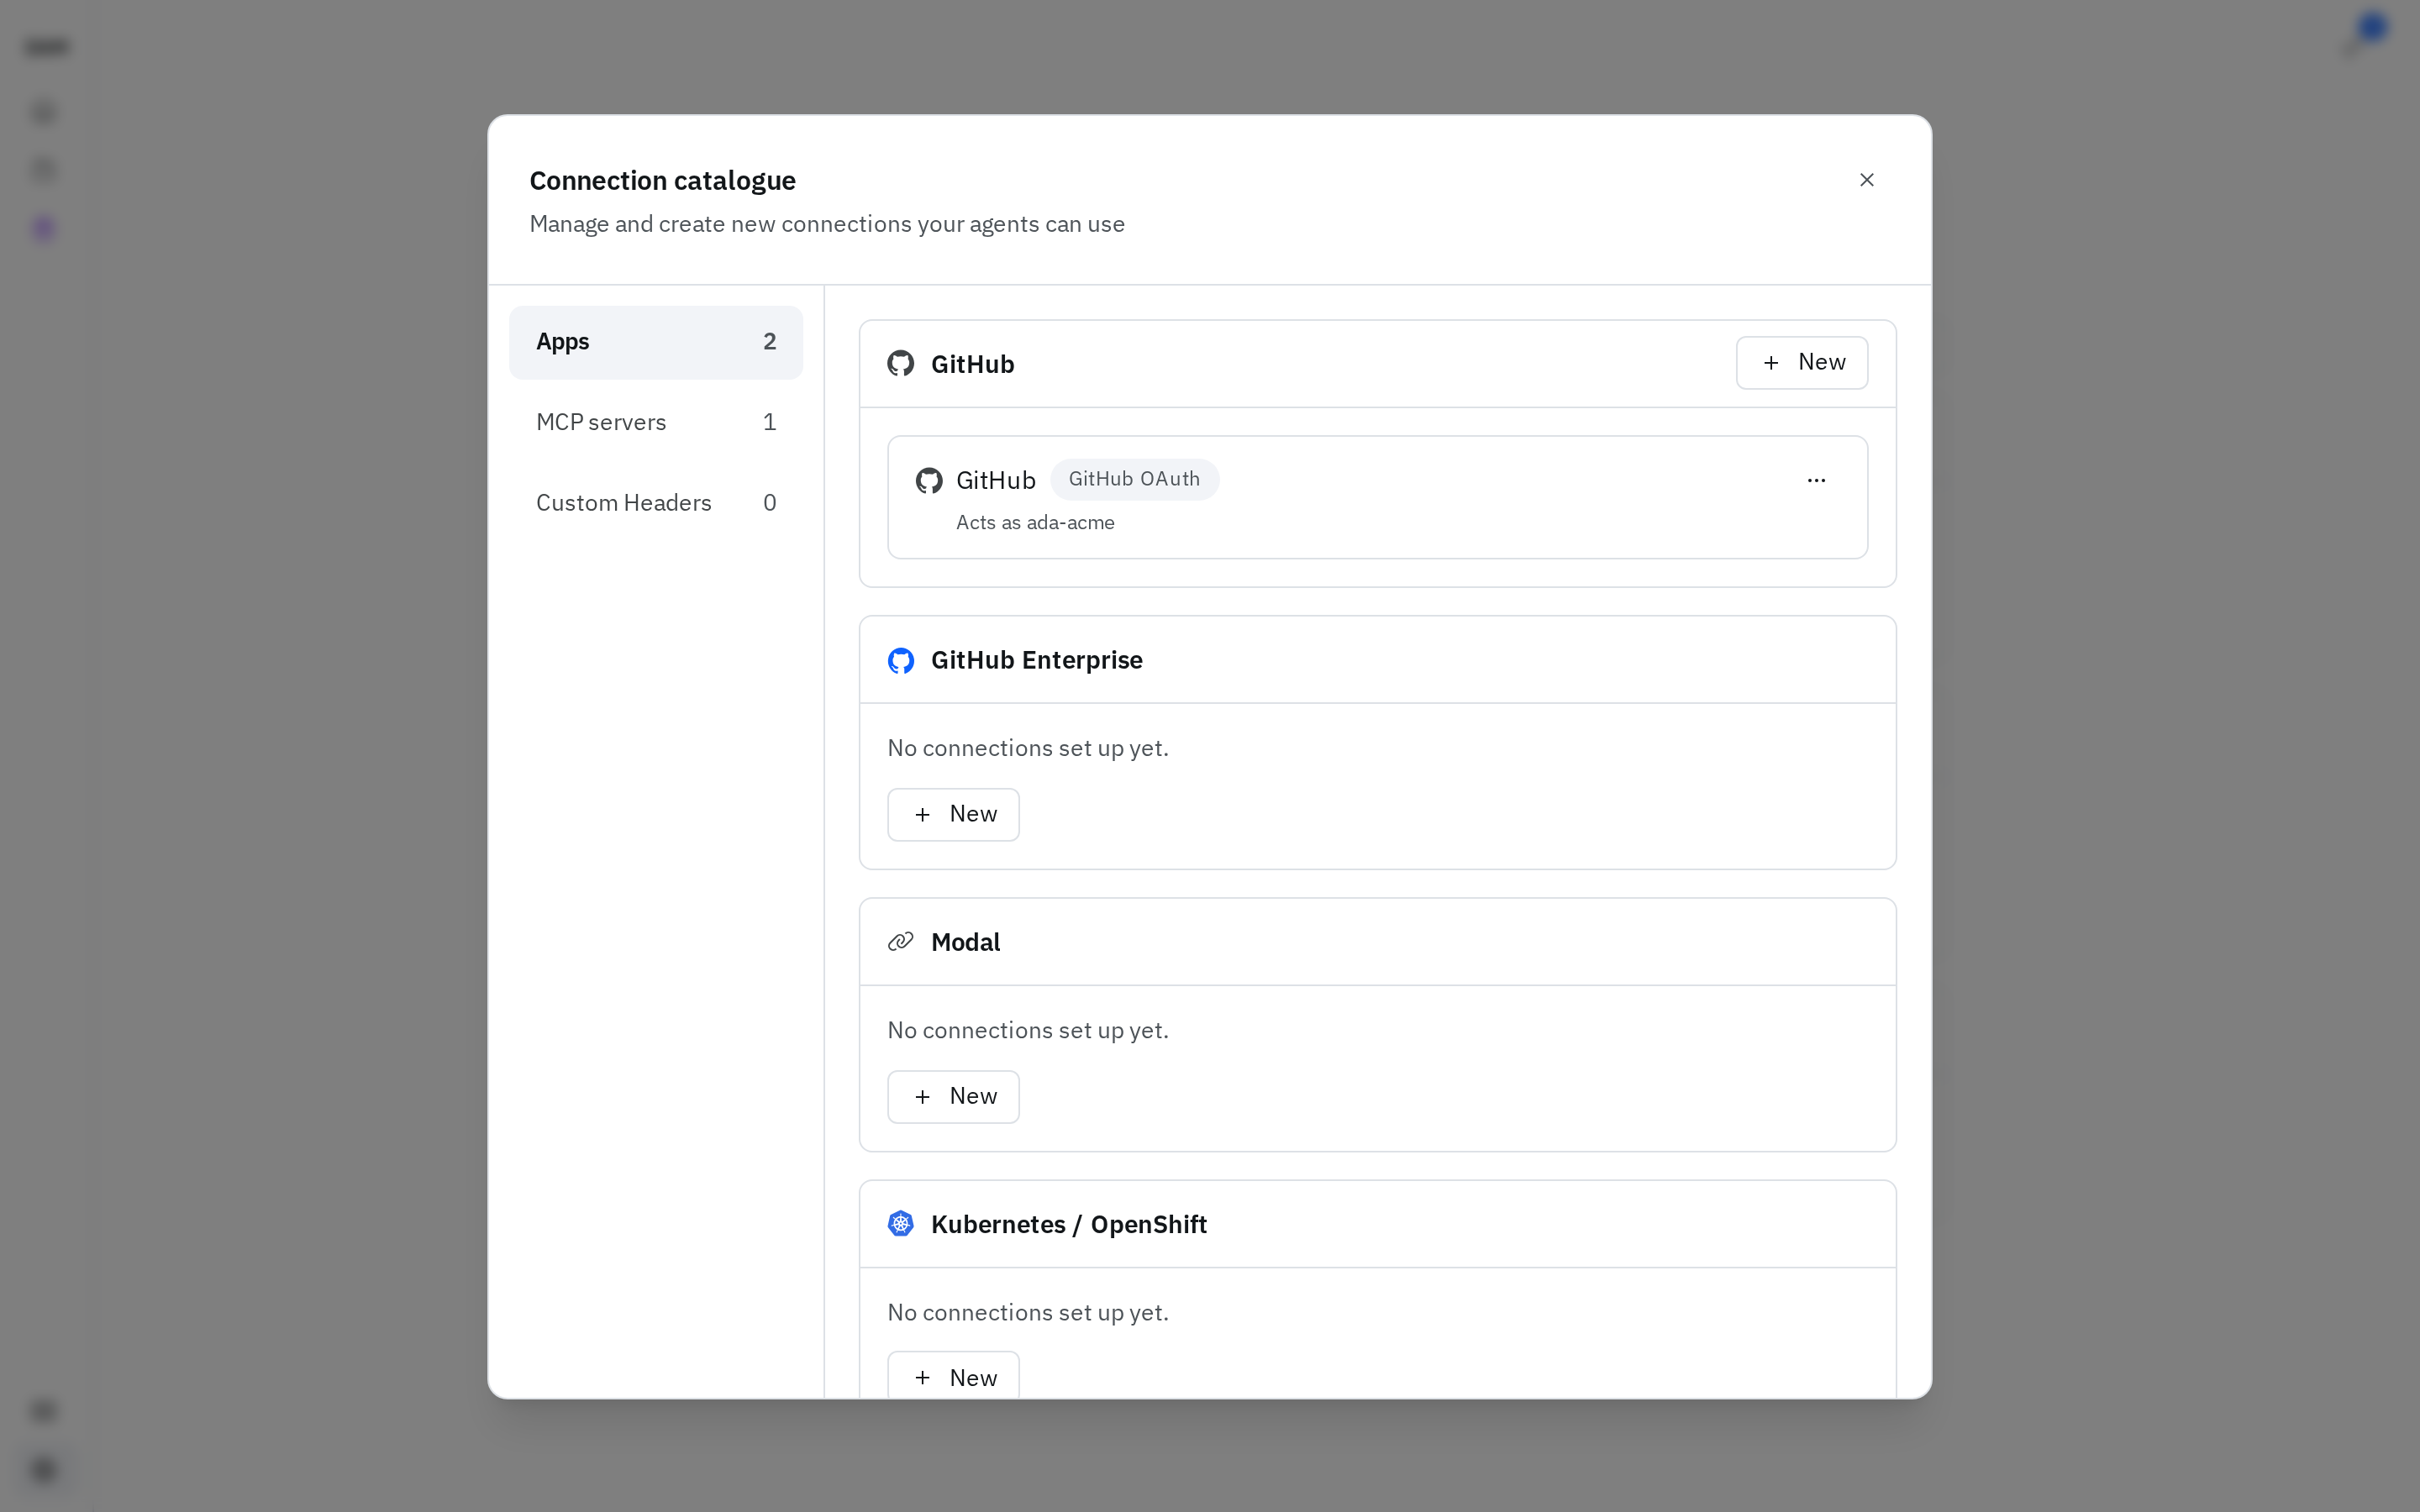 Connection catalogue
Manage and create new connections your agents can use
Apps 2
MCP servers 1
Custom Headers 0
GitHub
New
GitHub GitHub OAuth
Acts as ada-acme
GitHub Enterprise
No connections set up yet.
New
Modal
No connections set up yet.
New
Kubernetes / OpenShift
No connections set up yet.
New